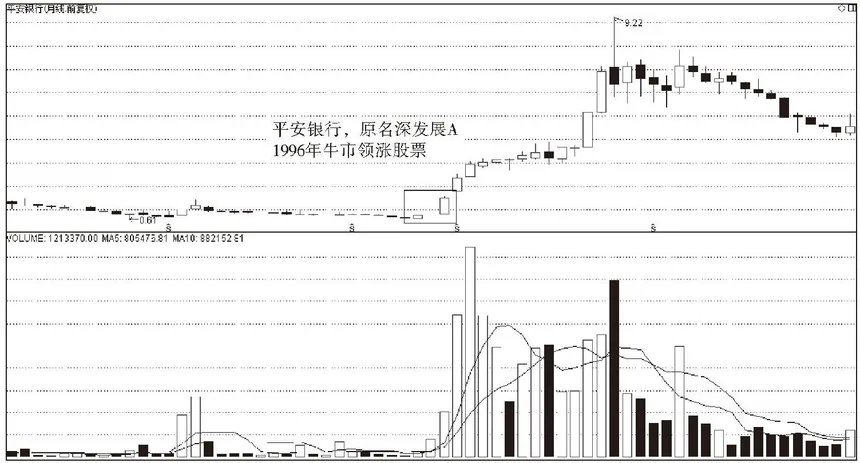 平安银行(月线.前复权)
9.22
平安银行，原名深发展A
1996年牛市领涨股票
0.61
S S S S
VOLUME: 1213370.00 MA5: 805476.81 MA10: 882152.81